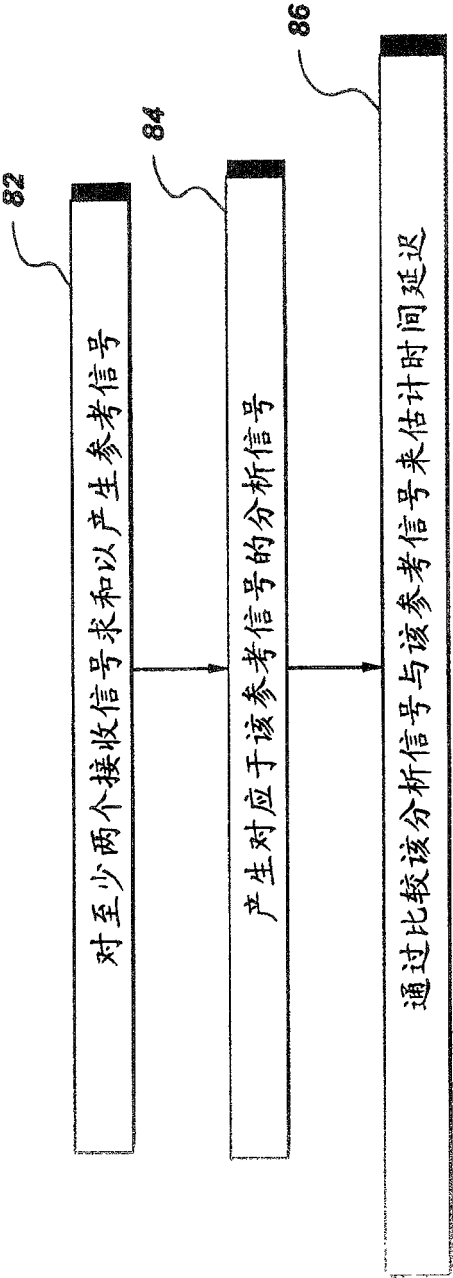 82
对至少两个接收信号求和以产生参考信号
84
产生对应于该参考信号的分析信号
86
通过比较该分析信号与该参考信号来估计时间延迟